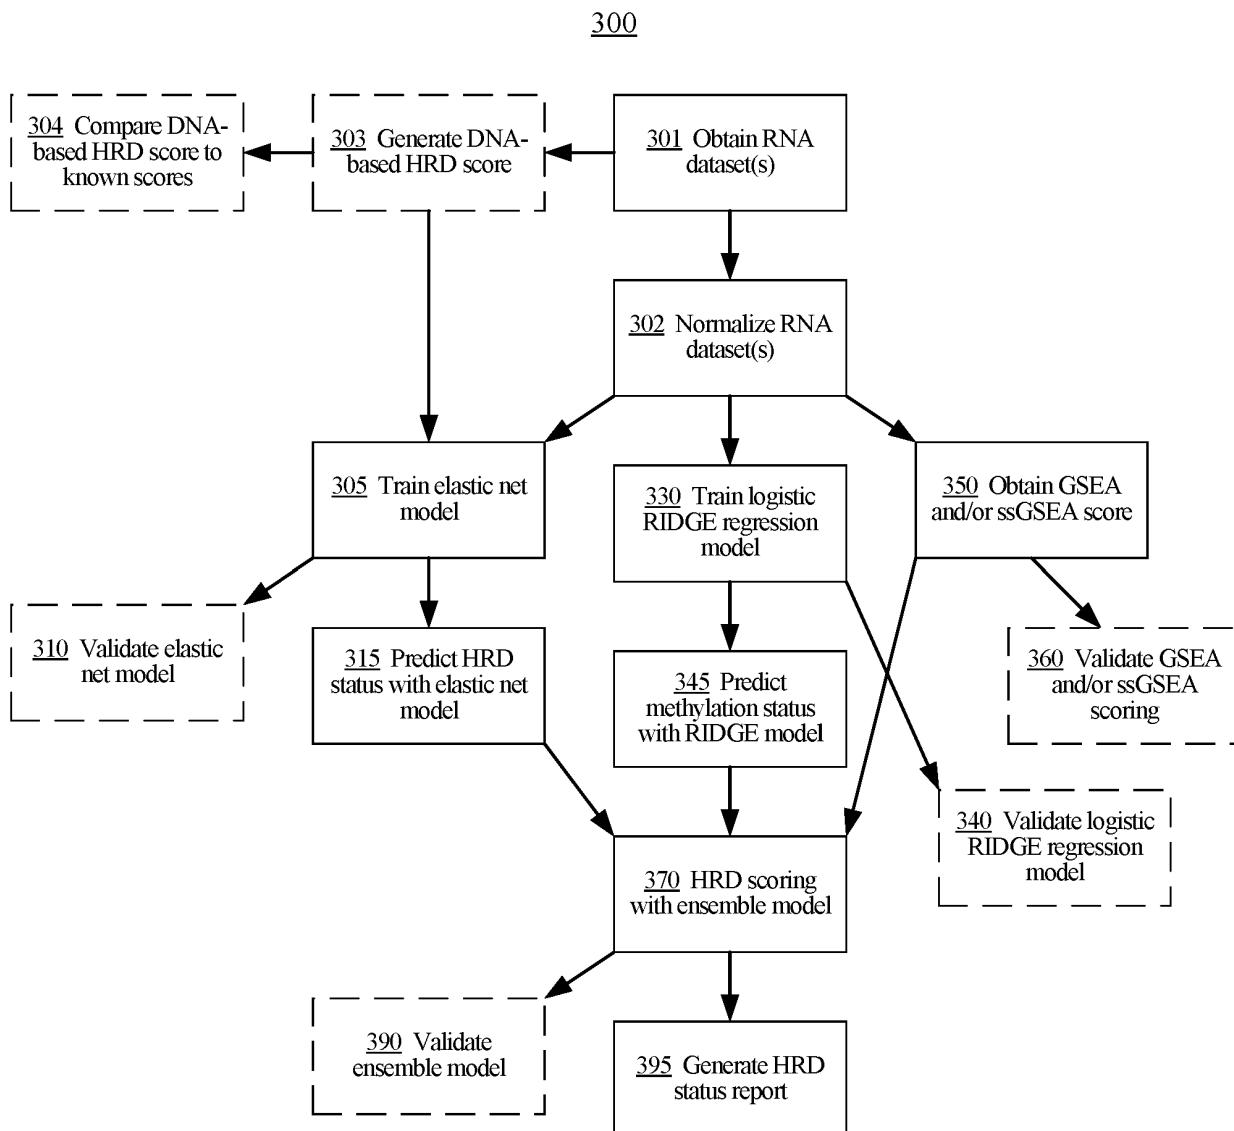 300
304 Compare DNA-
based HRD score to
known scores
303 Generate DNA-
based HRD score
301 Obtain RNA
dataset(s)
302 Normalize RNA
dataset(s)
305 Train elastic net
model
330 Train logistic
RIDGE regression
model
350 Obtain GSEA
and/or ssGSEA score
310 Validate elastic
net model
315 Predict HRD
status with elastic net
model
345 Predict
methylation status
with RIDGE model
360 Validate GSEA
and/or ssGSEA
scoring
340 Validate logistic
RIDGE regression
model
370 HRD scoring
with ensemble model
390 Validate
ensemble model
395 Generate HRD
status report